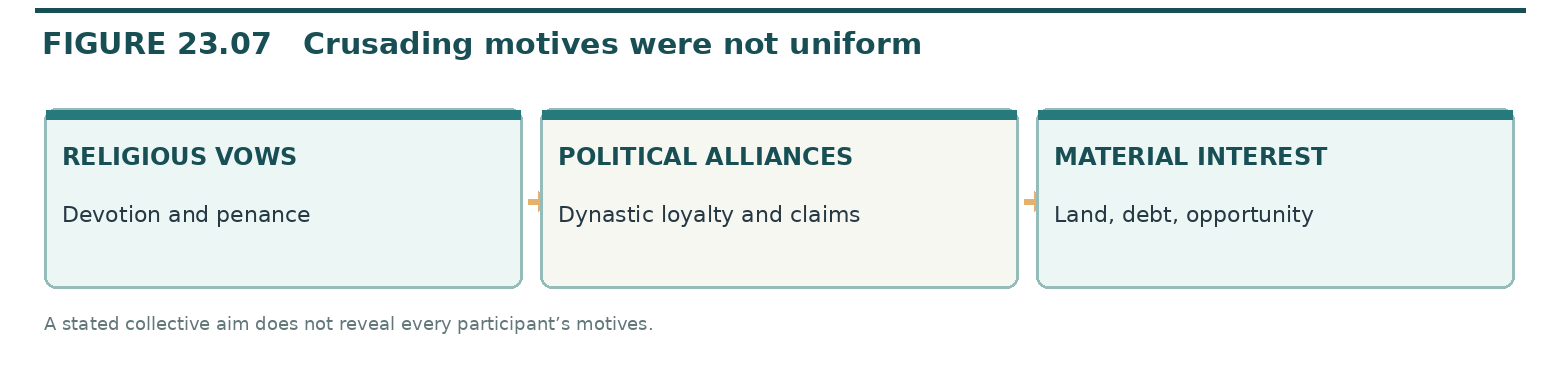 FIGURE 23.07 Crusading motives were not uniform
RELIGIOUS VOWS
Devotion and penance
POLITICAL ALLIANCES
Dynastic loyalty and claims
MATERIAL INTEREST
Land, debt, opportunity
A stated collective aim does not reveal every participant’s motives.